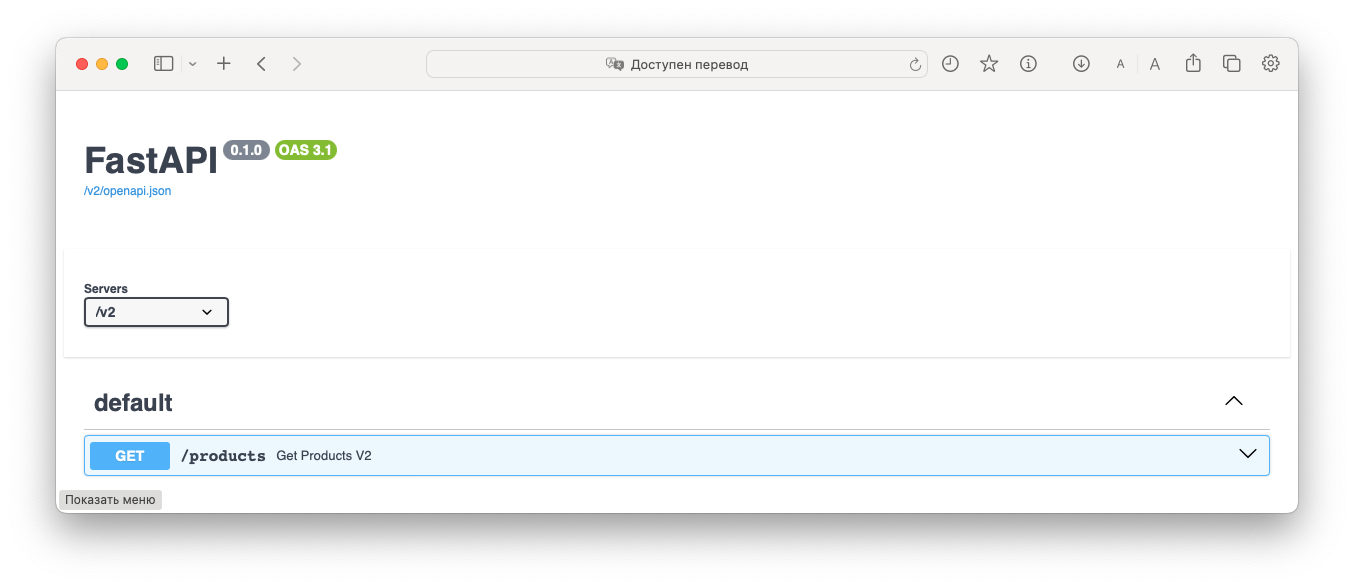 Доступен перевод
A A
FastAPI 0.1.0 OAS 3.1
/v2/openapi.json
Servers
/v2
default
GET /products Get Products V2
Показать меню